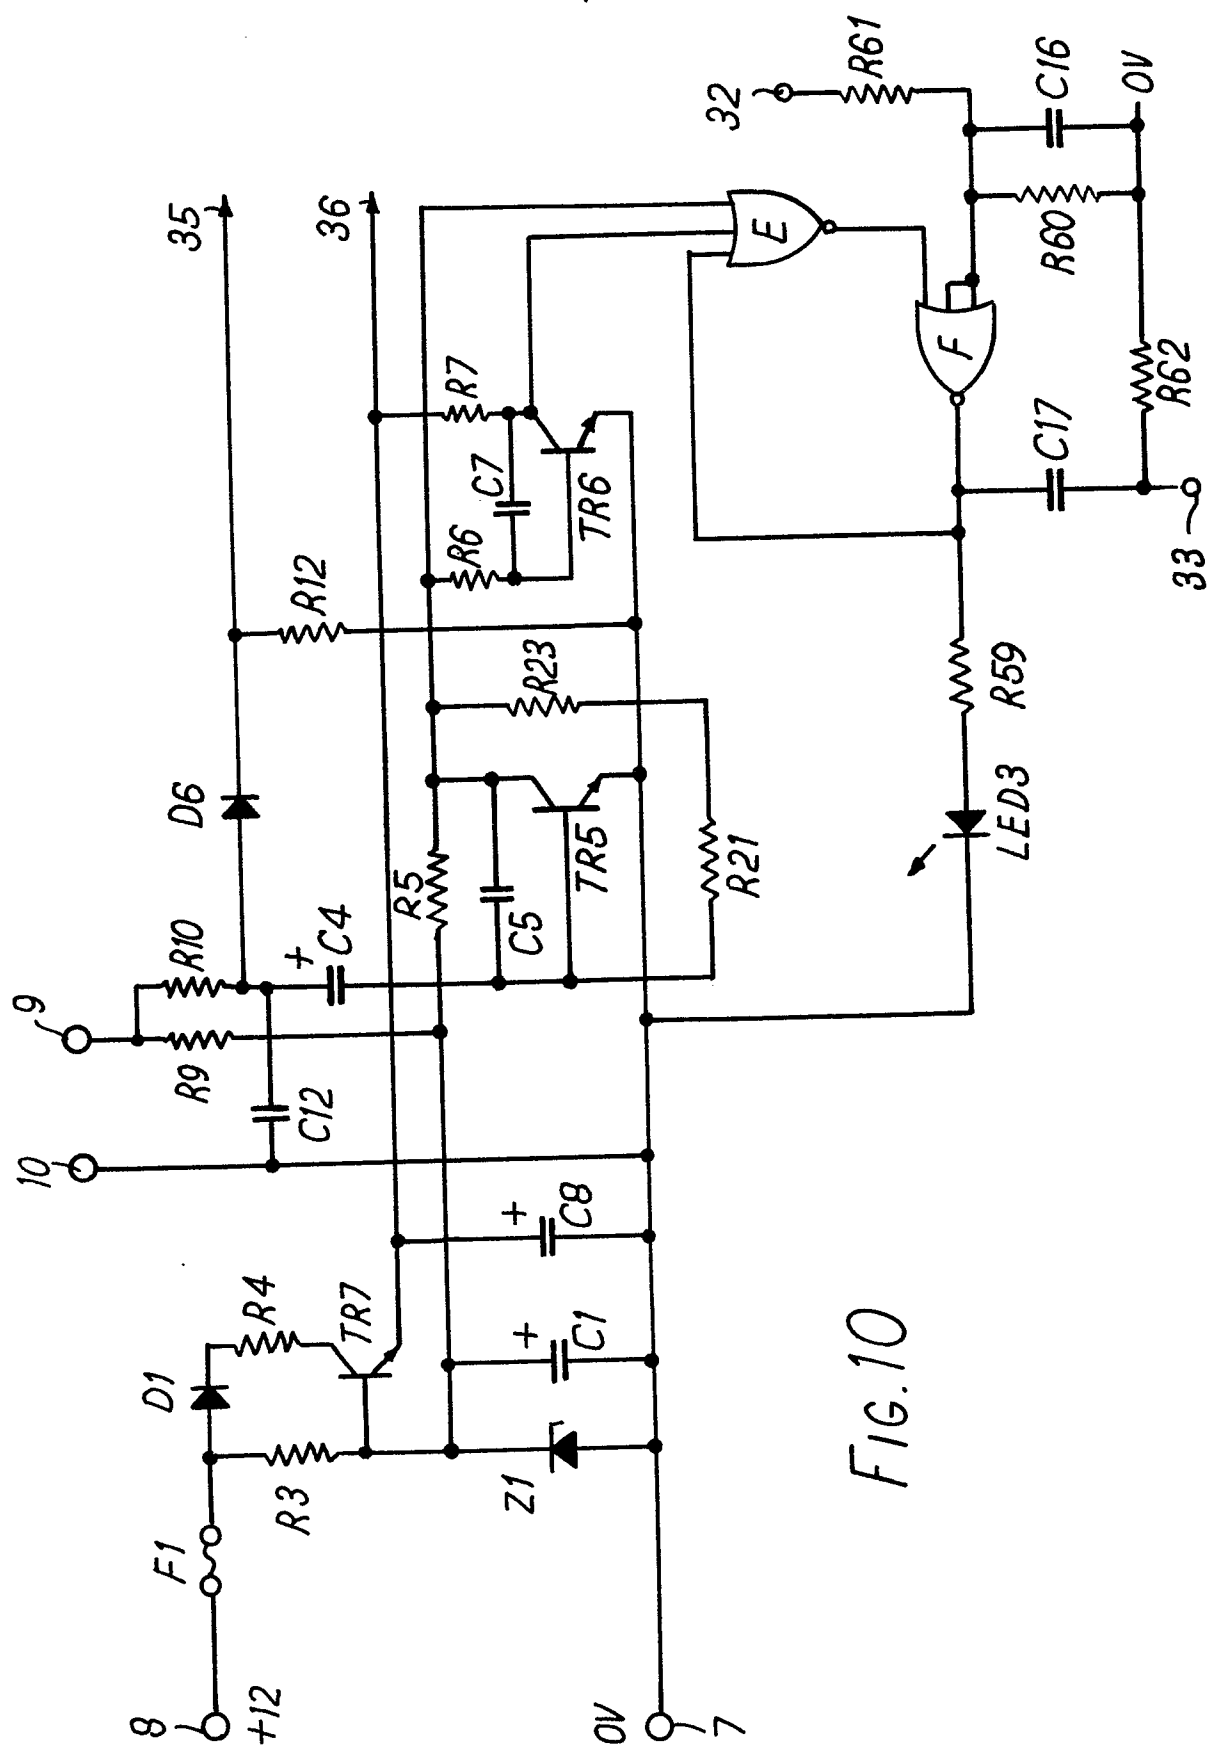 8
+12
F1
D1
R3
R4
TR7
Z1
C1
+
C8
+
0V
7
10
9
R9
R10
C12
C4
+
D6
R5
C5
TR5
R21
R23
R12
R6
C7
R7
TR6
35
36
LED3
R59
33
C17
R62
E
F
R60
C16
0V
32
R61
FIG. 10